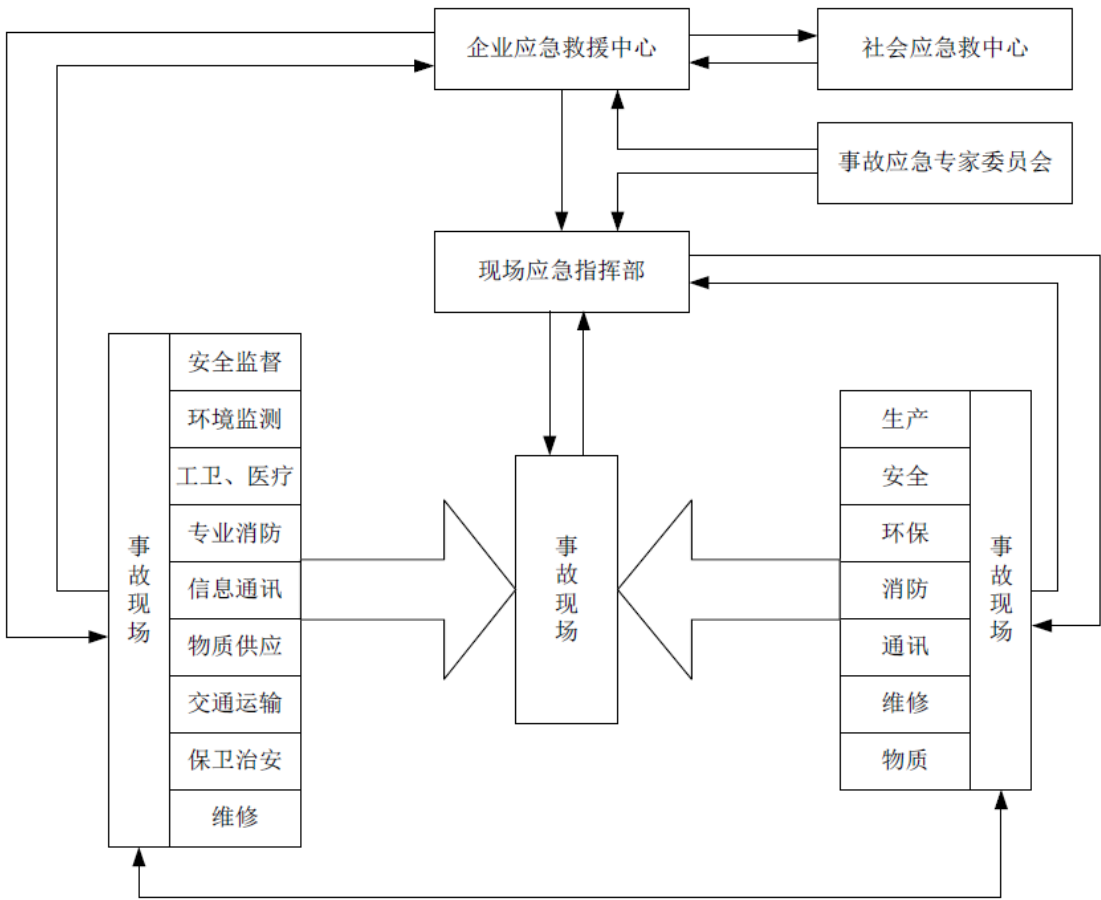 企业应急救援中心
社会应急救中心
事故应急专家委员会
现场应急指挥部
事故现场
安全监督
环境监测
工卫、医疗
专业消防
信息通讯
物质供应
交通运输
保卫治安
维修
事故现场
生产
安全
环保
消防
通讯
维修
物质
事故现场